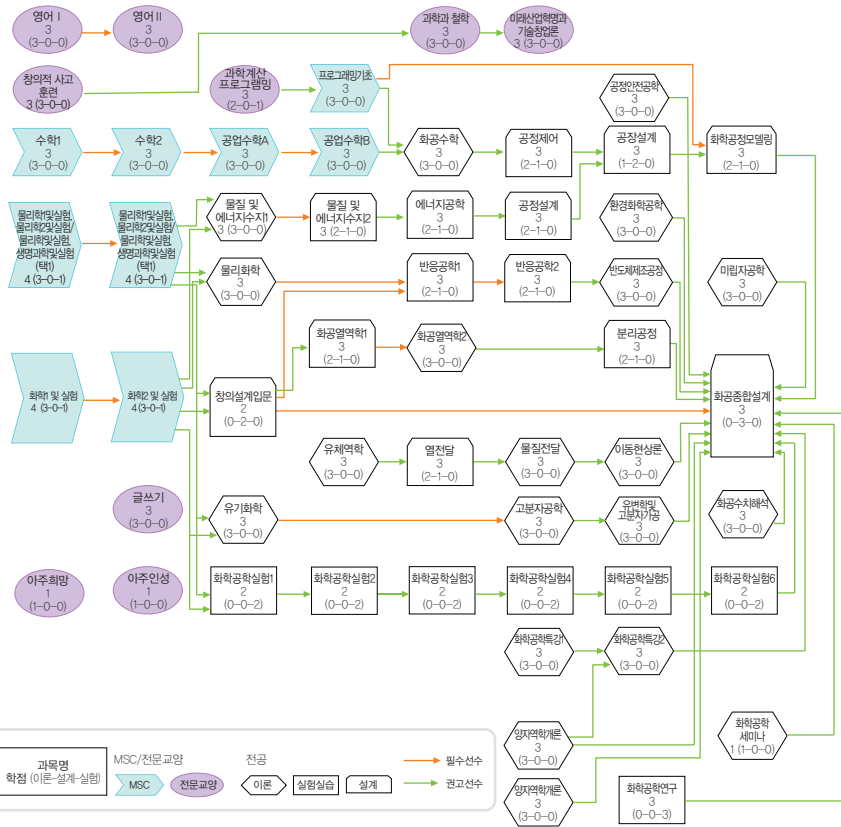 영어 I
3
(3-0-0)
영어 II
3
(3-0-0)
과학과 철학
3
(3-0-0)
미래산업혁명과
기술창업론
3 (3-0-0)
창의적 사고
훈련
3 (3-0-0)
과학계산
프로그래밍
3
(2-0-1)
프로그래밍기초
3
(3-0-0)
공정안전공학
3
(3-0-0)
수학1
3
(3-0-0)
수학2
3
(3-0-0)
공업수학A
3
(3-0-0)
공업수학B
3
(3-0-0)
화공수학
3
(3-0-0)
공정제어
3
(2-1-0)
공장설계
3
(1-2-0)
화학공정모델링
3
(2-1-0)
물리학1및실험,
물리학2및실험/
물리학및실험,
생명과학및실험
(택1)
4 (3-0-1)
물리학1및실험,
물리학2및실험/
물리학및실험,
생명과학및실험
(택1)
4 (3-0-1)
물질 및
에너지수지1
3 (3-0-0)
물질 및
에너지수지2
3 (2-1-0)
에너지공학
3
(2-1-0)
공정설계
3
(2-1-0)
환경화학공학
3
(3-0-0)
물리화학
3
(3-0-0)
반응공학1
3
(2-1-0)
반응공학2
3
(2-1-0)
반도체제조공정
3
(3-0-0)
미립자공학
3
(3-0-0)
화공열역학1
3
(2-1-0)
화공열역학2
3
(3-0-0)
분리공정
3
(2-1-0)
화학1 및 실험
4 (3-0-1)
화학2 및 실험
4 (3-0-1)
창의설계입문
2
(0-2-0)
화공종합설계
3
(0-3-0)
유체역학
3
(3-0-0)
열전달
3
(2-1-0)
물질전달
3
(3-0-0)
이동현상론
3
(3-0-0)
글쓰기
3
(3-0-0)
유기화학
3
(3-0-0)
고분자공학
3
(3-0-0)
유변학및
고분자가공
3
(3-0-0)
화공수치해석
3
(3-0-0)
아주희망
1
(1-0-0)
아주인성
1
(1-0-0)
화학공학실험1
2
(0-0-2)
화학공학실험2
2
(0-0-2)
화학공학실험3
2
(0-0-2)
화학공학실험4
2
(0-0-2)
화학공학실험5
2
(0-0-2)
화학공학실험6
2
(0-0-2)
화학공학특강1
3
(3-0-0)
화학공학특강2
3
(3-0-0)
양자역학개론
3
(3-0-0)
화학공학
세미나
1 (1-0-0)
양자역학개론
3
(3-0-0)
화학공학연구
3
(0-0-3)
과목명
학점 (이론-설계-실험)
MSC/전문교양
MSC
전문교양
전공
이론
실험실습
설계
필수선수
권고선수